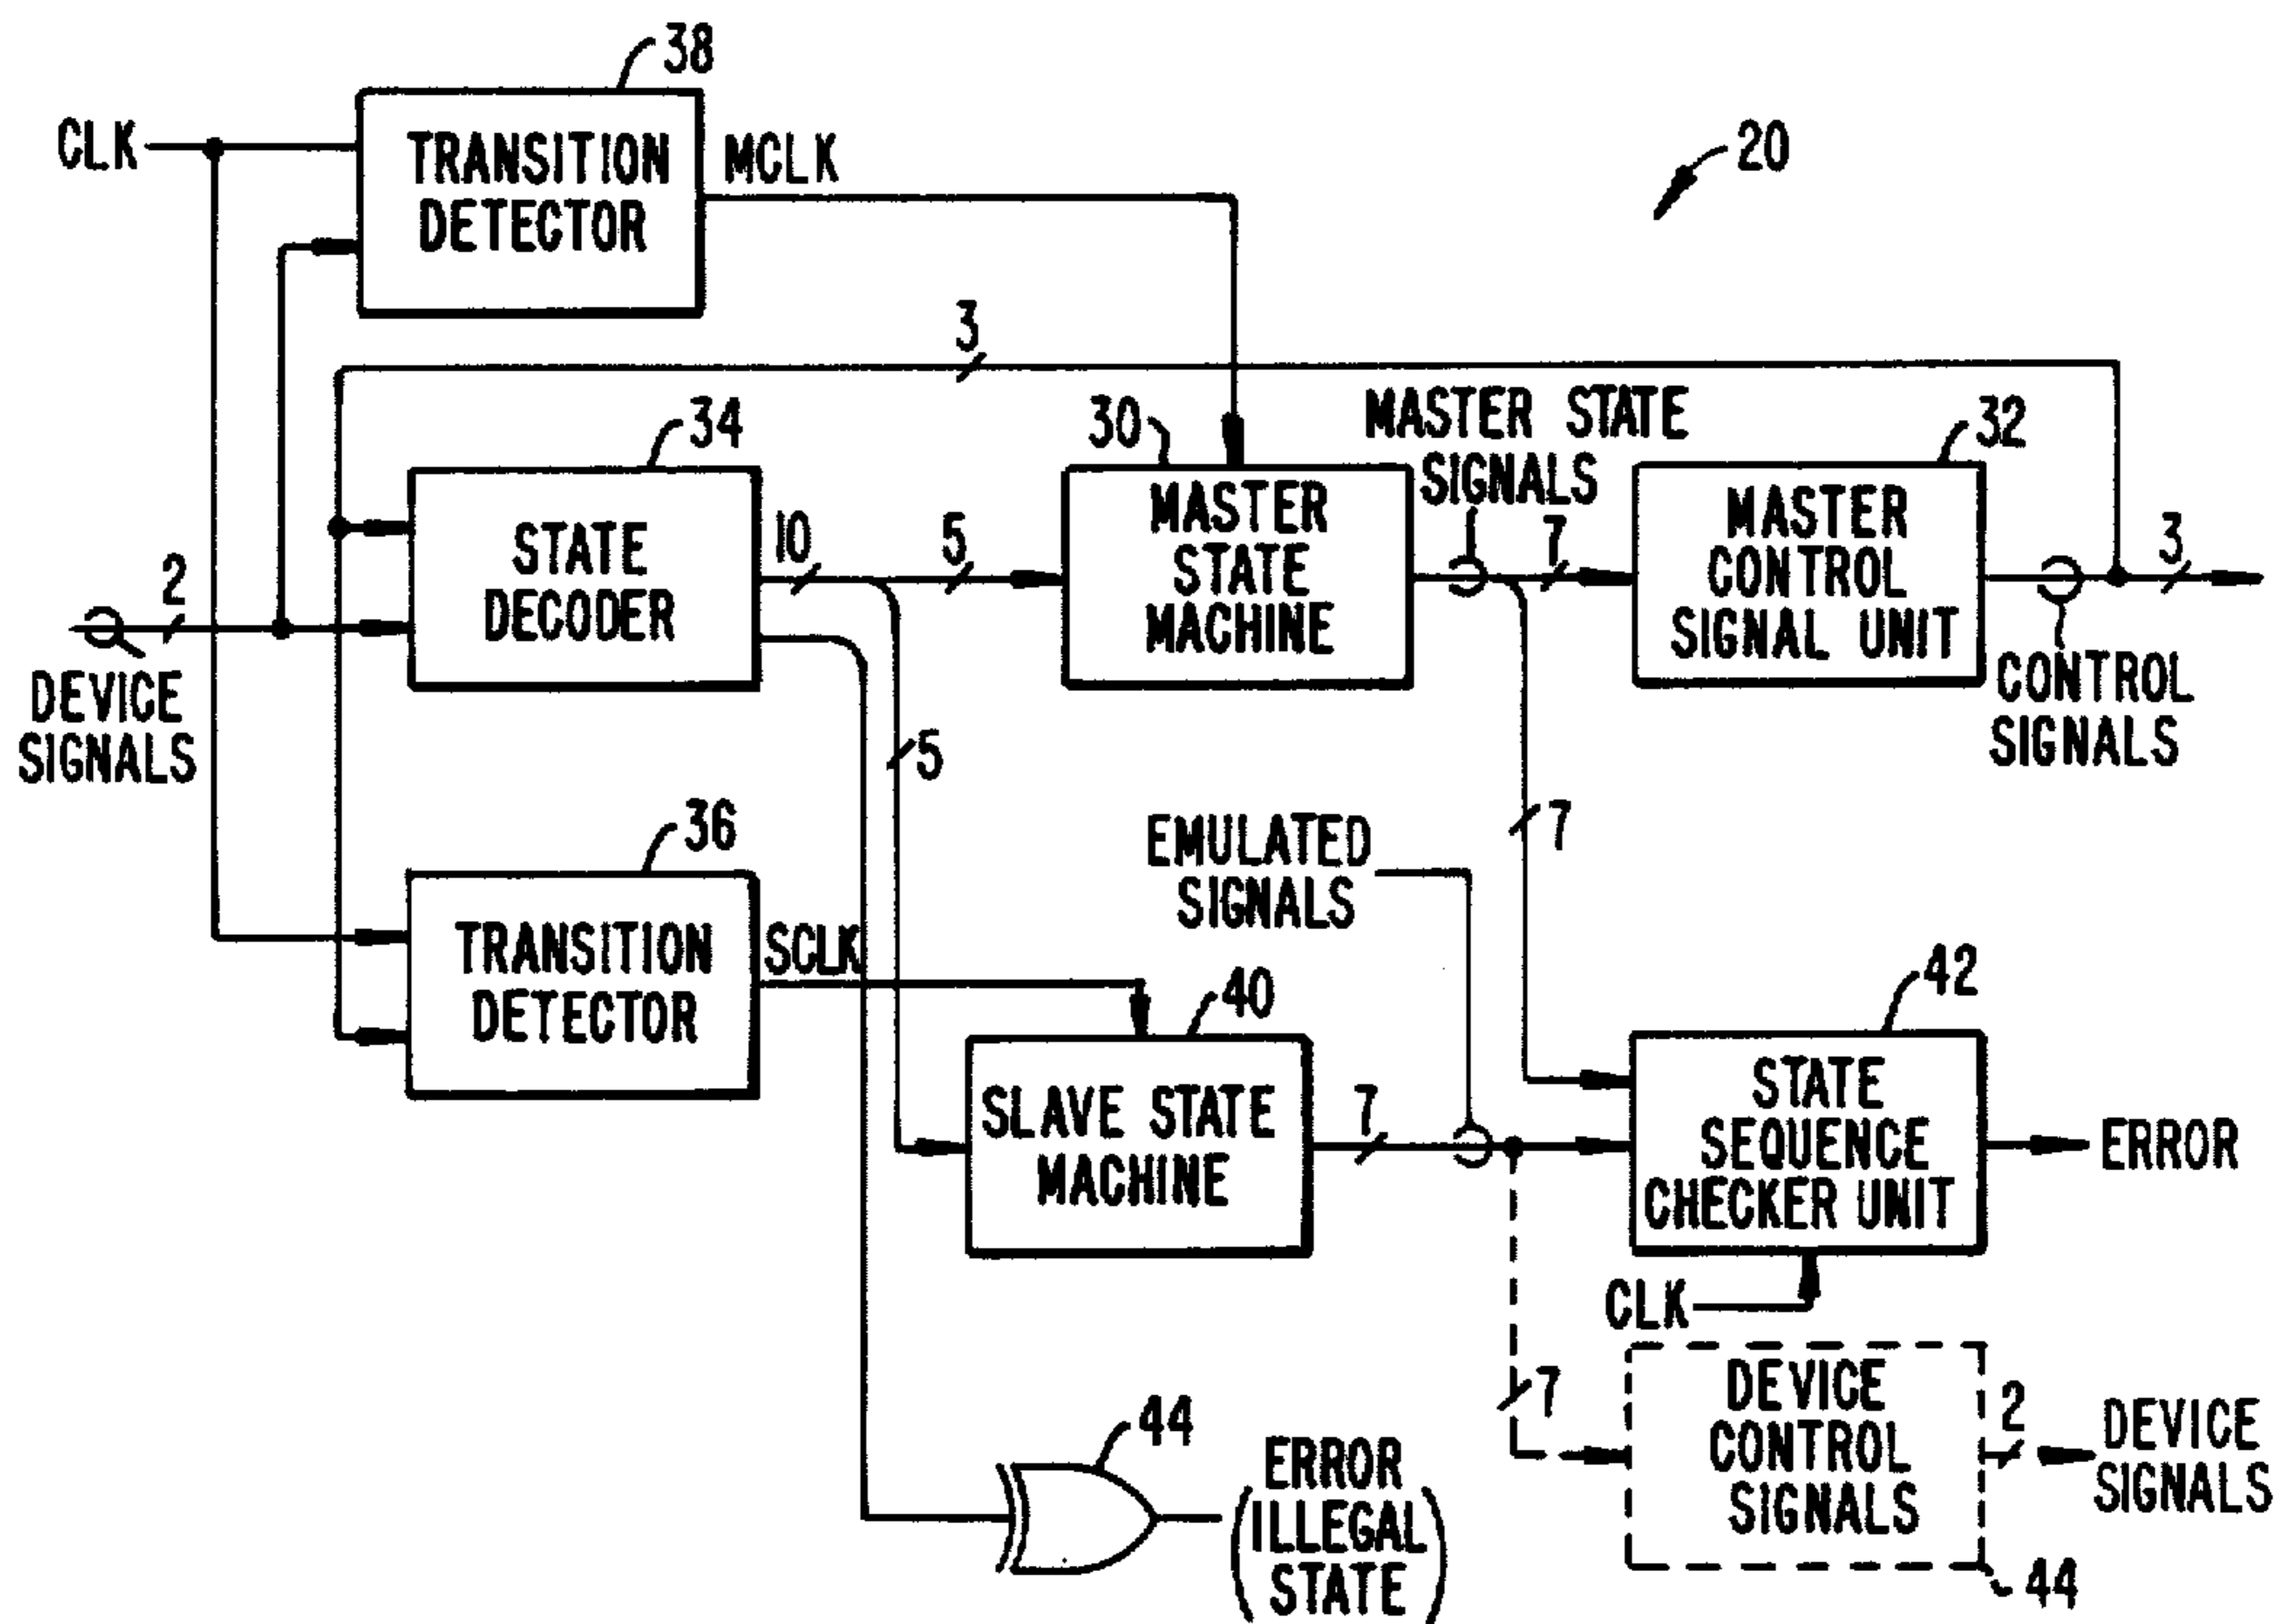 38
CLK
TRANSITION
DETECTOR
MCLK
20
3
34
STATE
DECODER
10
5
30
MASTER
STATE
MACHINE
MASTER STATE
SIGNALS
7
32
MASTER
CONTROL
SIGNAL UNIT
3
CONTROL
SIGNALS
2
DEVICE
SIGNALS
5
7
36
TRANSITION
DETECTOR
SCLK
EMULATED
SIGNALS
40
SLAVE STATE
MACHINE
7
42
STATE
SEQUENCE
CHECKER UNIT
ERROR
CLK
7
DEVICE
CONTROL
SIGNALS
2
DEVICE
SIGNALS
44
44
ERROR
(ILLEGAL
STATE)